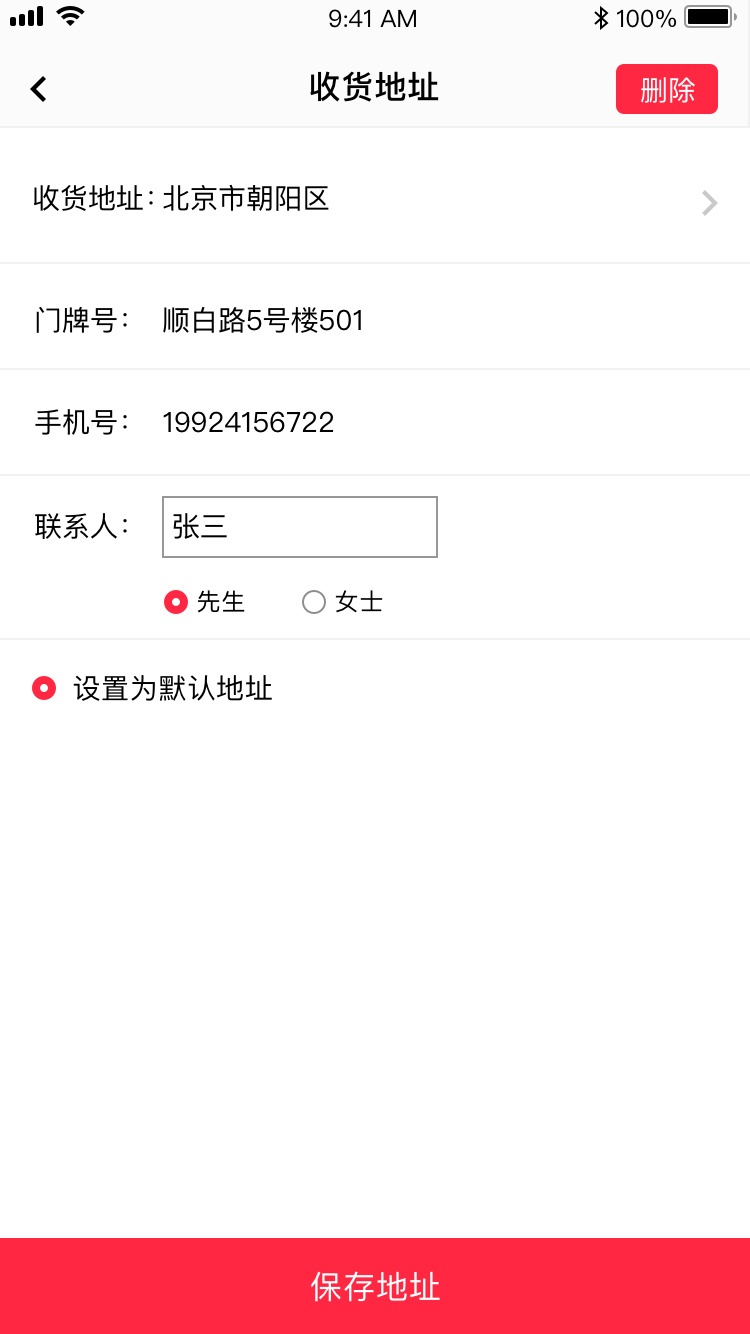 9:41 AM 100%
收货地址 删除
收货地址：北京市朝阳区
门牌号： 顺白路5号楼501
手机号： 19924156722
联系人： 张三
先生 女士
设置为默认地址
保存地址